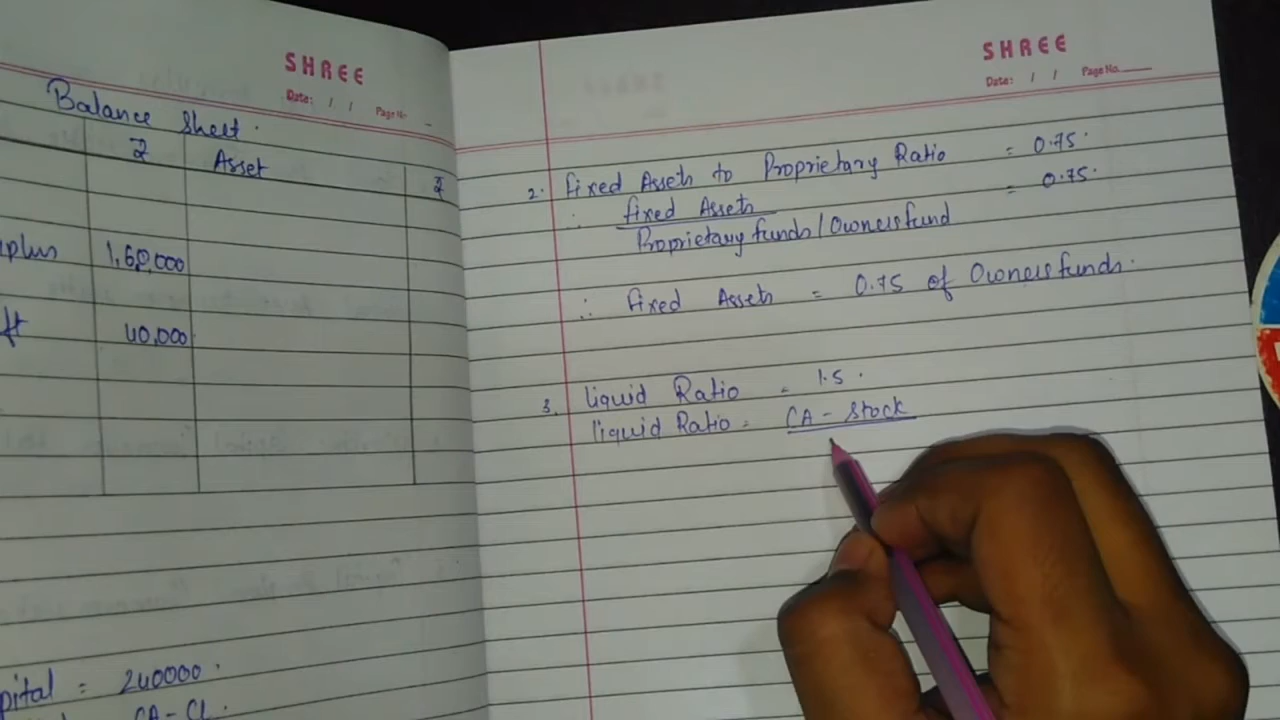 SHREE
Date: / / Page No.
Balance Sheet.
₹ Asset ₹
1,60,000
40,000
= 240000.
CA-CL.
SHREE
Date: / / Page No.
2. Fixed Assets to Proprietary Ratio = 0.75.
∴ Fixed Assets = 0.75.
Proprietary funds/Owners fund
∴ Fixed Assets = 0.75 of Owners funds.
3. liquid Ratio = 1.5.
liquid Ratio = CA - Stock